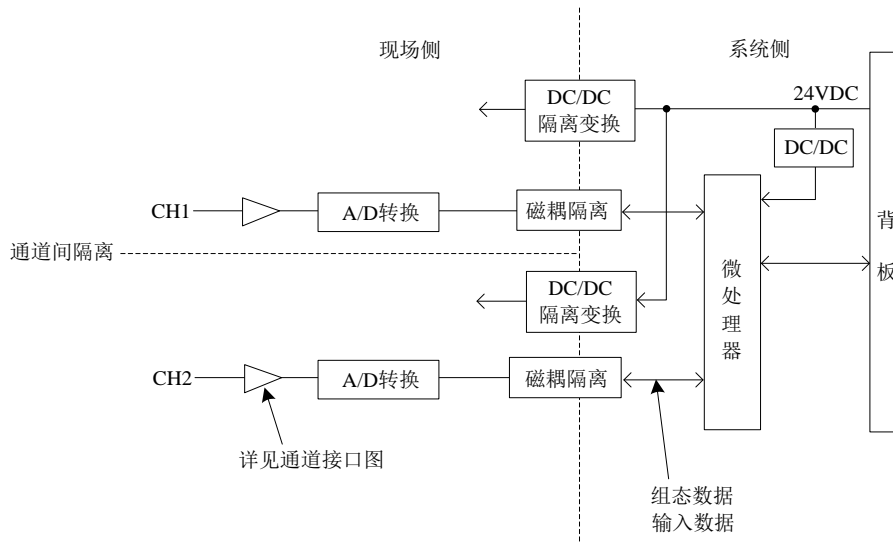 现场侧
系统侧
DC/DC
隔离变换
24VDC
DC/DC
CH1
A/D转换
磁耦隔离
通道间隔离
微处理器
背板
DC/DC
隔离变换
CH2
A/D转换
磁耦隔离
详见通道接口图
组态数据
输入数据